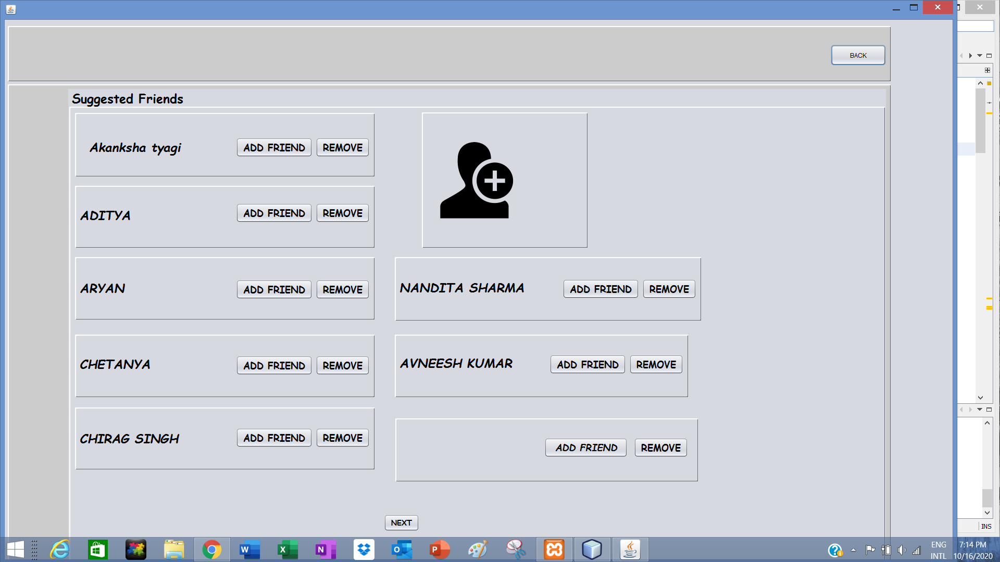 BACK
Suggested Friends
Akanksha tyagi ADD FRIEND REMOVE
ADITYA ADD FRIEND REMOVE
ARYAN ADD FRIEND REMOVE
CHETANYA ADD FRIEND REMOVE
CHIRAG SINGH ADD FRIEND REMOVE
NANDITA SHARMA ADD FRIEND REMOVE
AVNEESH KUMAR ADD FRIEND REMOVE
ADD FRIEND REMOVE
NEXT
INS
ENG
INTL
7:14 PM
10/16/2020